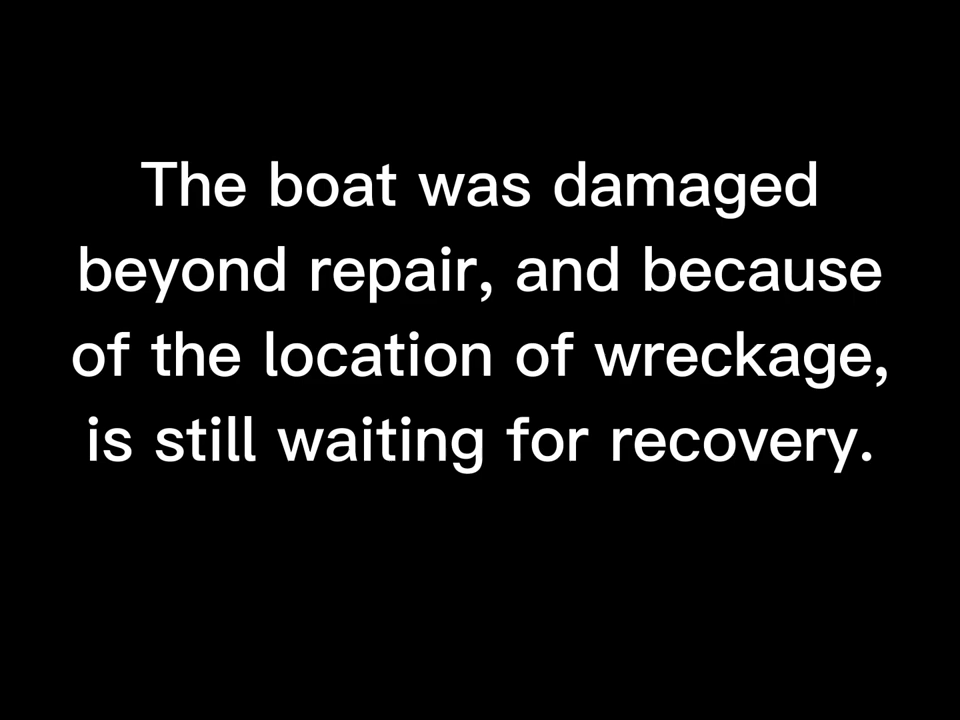 The boat was damaged
beyond repair, and because
of the location of wreckage,
is still waiting for recovery.